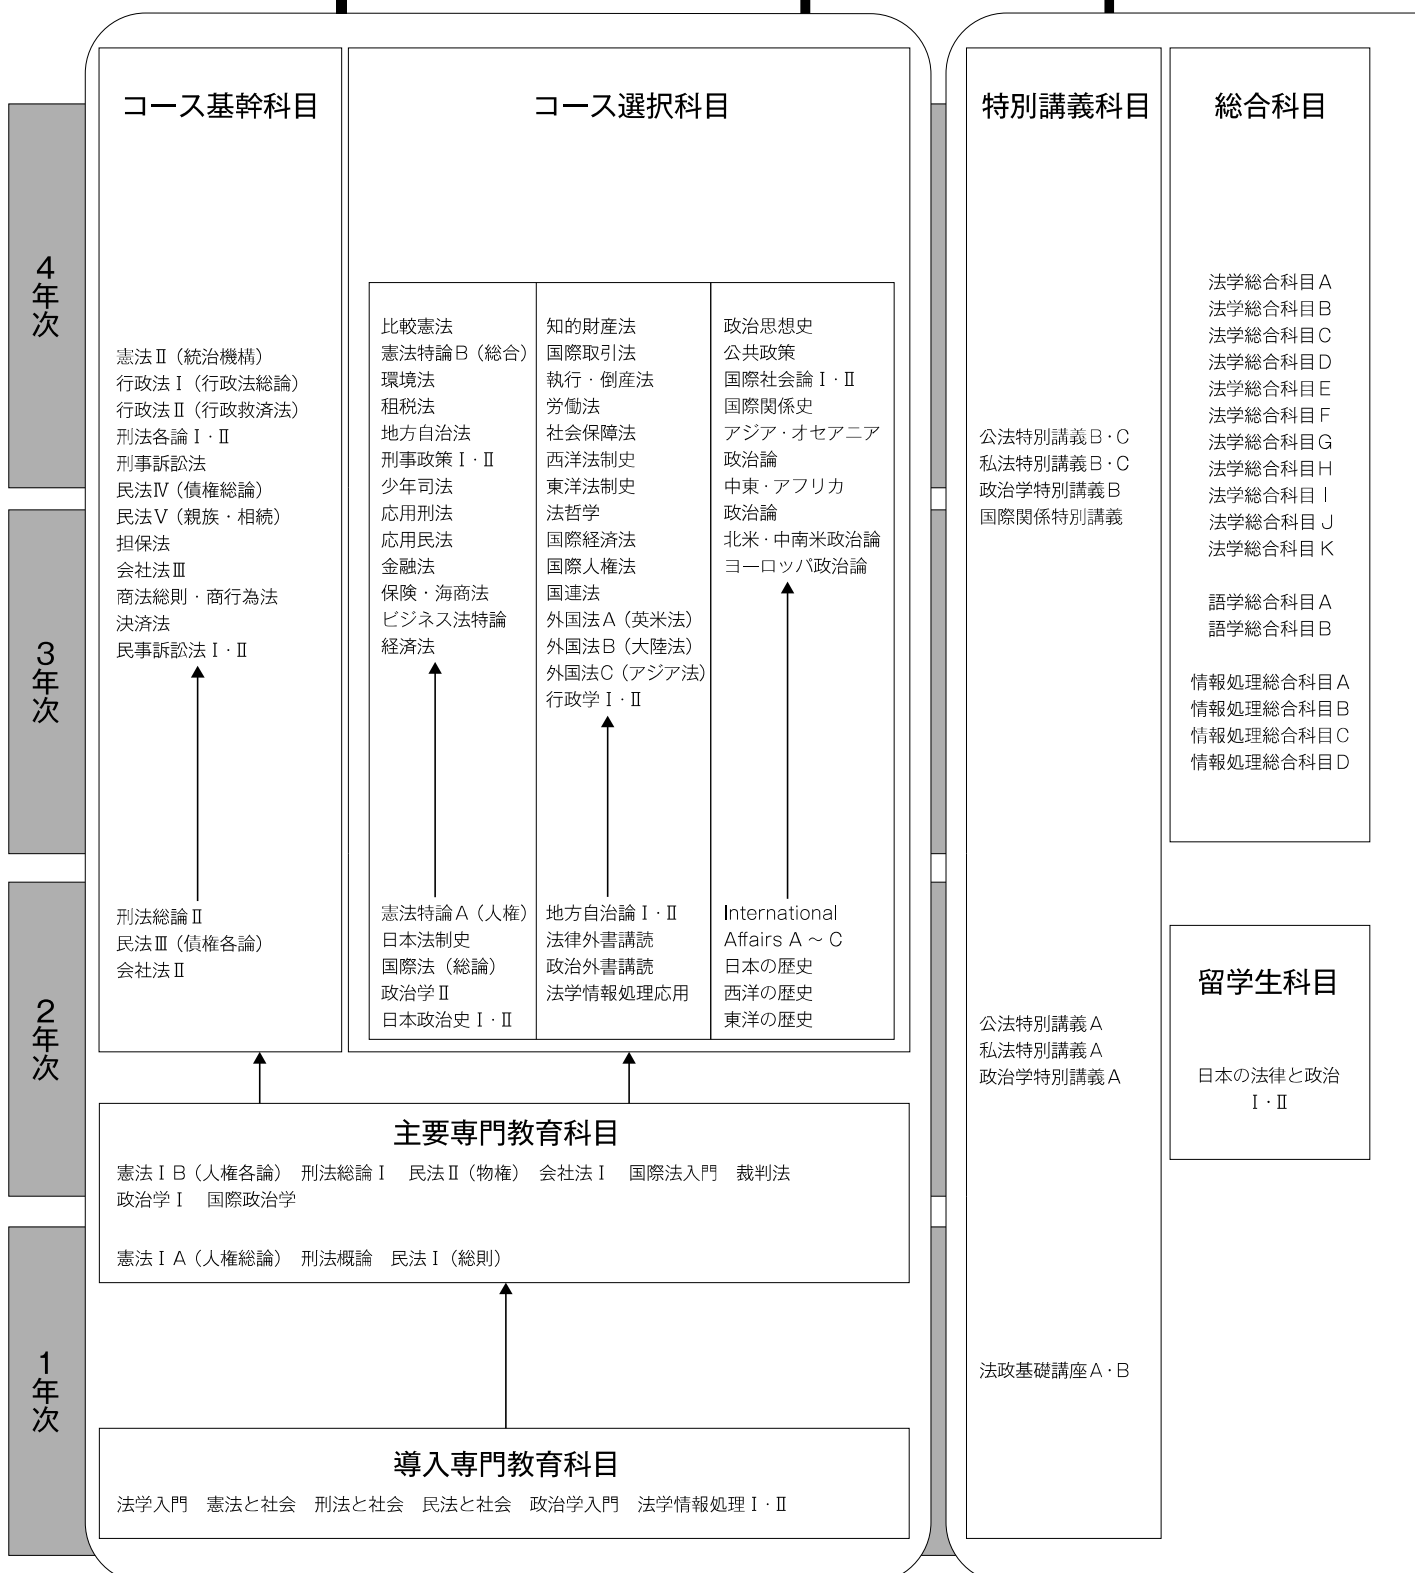 コース基幹科目
コース選択科目
特別講義科目
総合科目
4年次
3年次
2年次
1年次
憲法Ⅱ（統治機構）
行政法Ⅰ（行政法総論）
行政法Ⅱ（行政救済法）
刑法各論Ⅰ・Ⅱ
刑事訴訟法
民法Ⅳ（債権総論）
民法Ⅴ（親族・相続）
担保法
会社法Ⅲ
商法総則・商行為法
決済法
民事訴訟法Ⅰ・Ⅱ
刑法総論Ⅱ
民法Ⅲ（債権各論）
会社法Ⅱ
比較憲法
憲法特論B（総合）
環境法
租税法
地方自治法
刑事政策Ⅰ・Ⅱ
少年司法
応用刑法
応用民法
金融法
保険・海商法
ビジネス法特論
経済法
憲法特論A（人権）
日本法制史
国際法（総論）
政治学Ⅱ
日本政治史Ⅰ・Ⅱ
知的財産法
国際取引法
執行・倒産法
労働法
社会保障法
西洋法制史
東洋法制史
法哲学
国際経済法
国際人権法
国連法
外国法A（英米法）
外国法B（大陸法）
外国法C（アジア法）
行政学Ⅰ・Ⅱ
地方自治論Ⅰ・Ⅱ
法律外書講読
政治外書講読
法学情報処理応用
政治思想史
公共政策
国際社会論Ⅰ・Ⅱ
国際関係史
アジア・オセアニア
政治論
中東・アフリカ
政治論
北米・中南米政治論
ヨーロッパ政治論
International
Affairs A ～ C
日本の歴史
西洋の歴史
東洋の歴史
主要専門教育科目
憲法ⅠB（人権各論）　刑法総論Ⅰ　民法Ⅱ（物権）　会社法Ⅰ　国際法入門　裁判法
政治学Ⅰ　国際政治学
憲法ⅠA（人権総論）　刑法概論　民法Ⅰ（総則）
導入専門教育科目
法学入門　憲法と社会　刑法と社会　民法と社会　政治学入門　法学情報処理Ⅰ・Ⅱ
公法特別講義B・C
私法特別講義B・C
政治学特別講義B
国際関係特別講義
公法特別講義A
私法特別講義A
政治学特別講義A
法政基礎講座A・B
法学総合科目A
法学総合科目B
法学総合科目C
法学総合科目D
法学総合科目E
法学総合科目F
法学総合科目G
法学総合科目H
法学総合科目I
法学総合科目J
法学総合科目K
語学総合科目A
語学総合科目B
情報処理総合科目A
情報処理総合科目B
情報処理総合科目C
情報処理総合科目D
留学生科目
日本の法律と政治
Ⅰ・Ⅱ